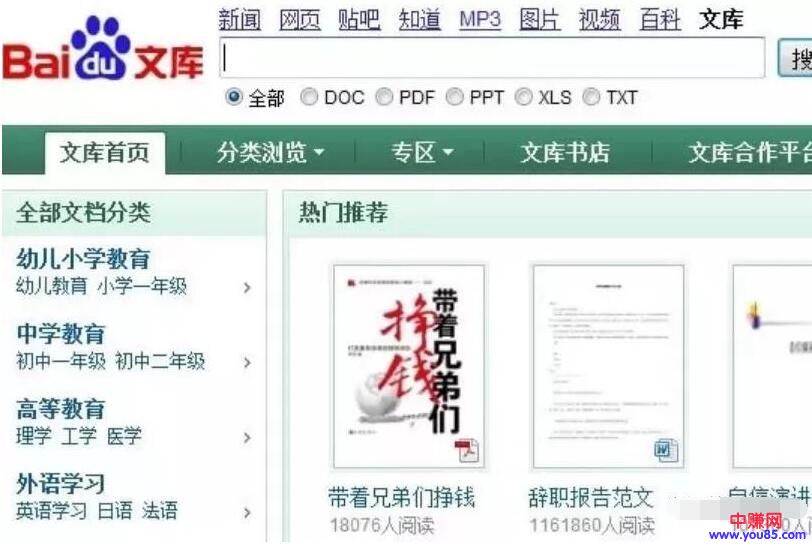 新闻 网页 贴吧 知道 MP3 图片 视频 百科 文库
Baidu文库
搜
全部 DOC PDF PPT XLS TXT
文库首页 分类浏览 专区 文库书店 文库合作平台
全部文档分类
幼儿小学教育
幼儿教育 小学一年级
中学教育
初中一年级 初中二年级
高等教育
理学 工学 医学
外语学习
英语学习 日语 法语
热门推荐
带着兄弟们
挣钱
带着兄弟们挣钱
18076人阅读
辞职报告范文
1161860人阅读
自信演讲
人阅读
中赚网
www.you85.com